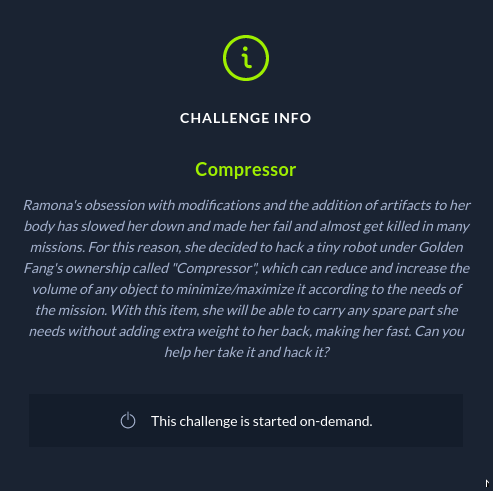 CHALLENGE INFO
Compressor
Ramona's obsession with modifications and the addition of artifacts to her
body has slowed her down and made her fail and almost get killed in many
missions. For this reason, she decided to hack a tiny robot under Golden
Fang's ownership called "Compressor", which can reduce and increase the
volume of any object to minimize/maximize it according to the needs of
the mission. With this item, she will be able to carry any spare part she
needs without adding extra weight to her back, making her fast. Can you
help her take it and hack it?
This challenge is started on-demand.